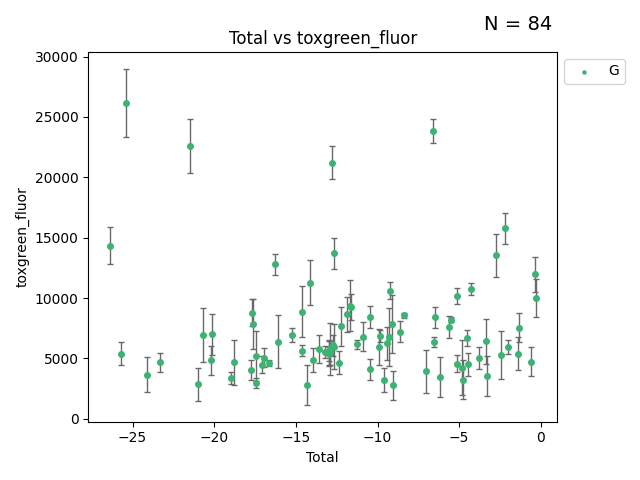 N = 84
Total vs toxgreen_fluor
G
30000
25000
20000
15000
10000
5000
0
toxgreen_fluor
−25 −20 −15 −10 −5 0
Total